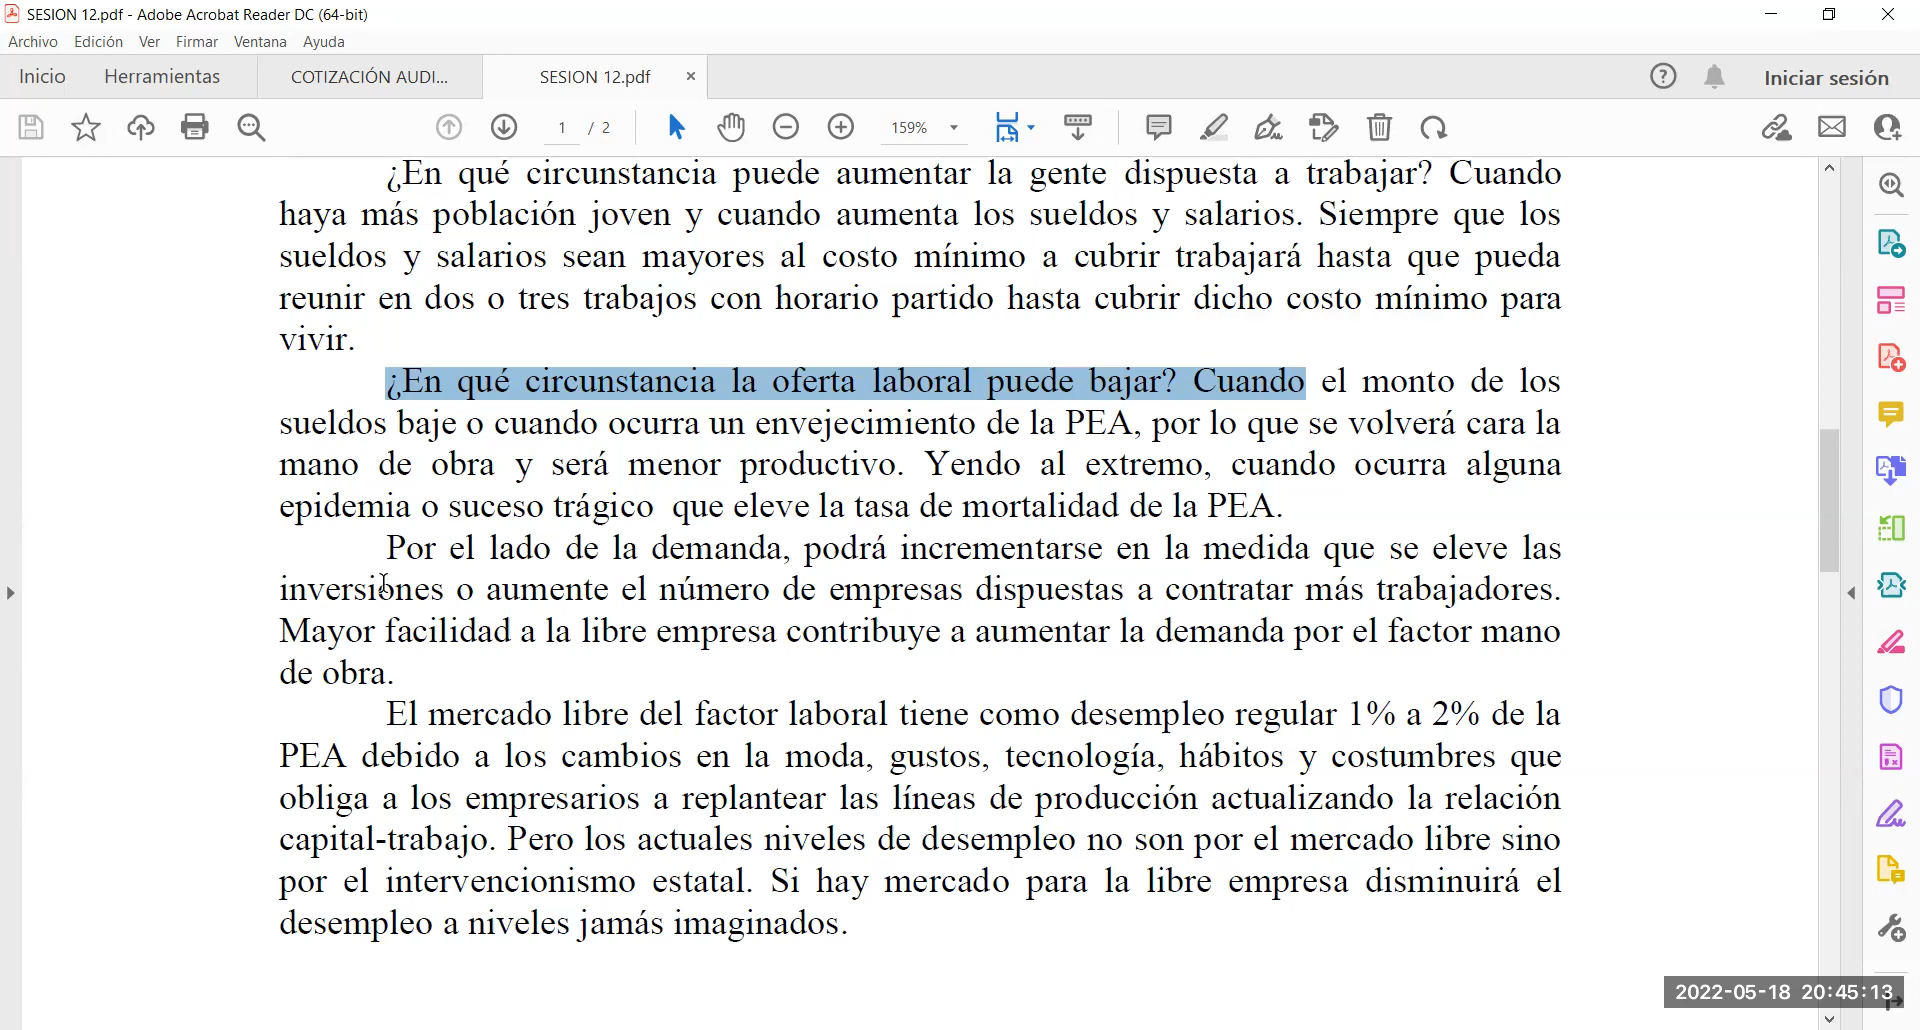 SESION 12.pdf - Adobe Acrobat Reader DC (64-bit)
Archivo Edición Ver Firmar Ventana Ayuda
Inicio Herramientas COTIZACIÓN AUDI... SESION 12.pdf × Iniciar sesión
1 / 2 159%
¿En qué circunstancia puede aumentar la gente dispuesta a trabajar? Cuando
haya más población joven y cuando aumenta los sueldos y salarios. Siempre que los
sueldos y salarios sean mayores al costo mínimo a cubrir trabajará hasta que pueda
reunir en dos o tres trabajos con horario partido hasta cubrir dicho costo mínimo para
vivir.
¿En qué circunstancia la oferta laboral puede bajar? Cuando el monto de los
sueldos baje o cuando ocurra un envejecimiento de la PEA, por lo que se volverá cara la
mano de obra y será menor productivo. Yendo al extremo, cuando ocurra alguna
epidemia o suceso trágico que eleve la tasa de mortalidad de la PEA.
Por el lado de la demanda, podrá incrementarse en la medida que se eleve las
inversiones o aumente el número de empresas dispuestas a contratar más trabajadores.
Mayor facilidad a la libre empresa contribuye a aumentar la demanda por el factor mano
de obra.
El mercado libre del factor laboral tiene como desempleo regular 1% a 2% de la
PEA debido a los cambios en la moda, gustos, tecnología, hábitos y costumbres que
obliga a los empresarios a replantear las líneas de producción actualizando la relación
capital-trabajo. Pero los actuales niveles de desempleo no son por el mercado libre sino
por el intervencionismo estatal. Si hay mercado para la libre empresa disminuirá el
desempleo a niveles jamás imaginados.
2022-05-18 20:45:13